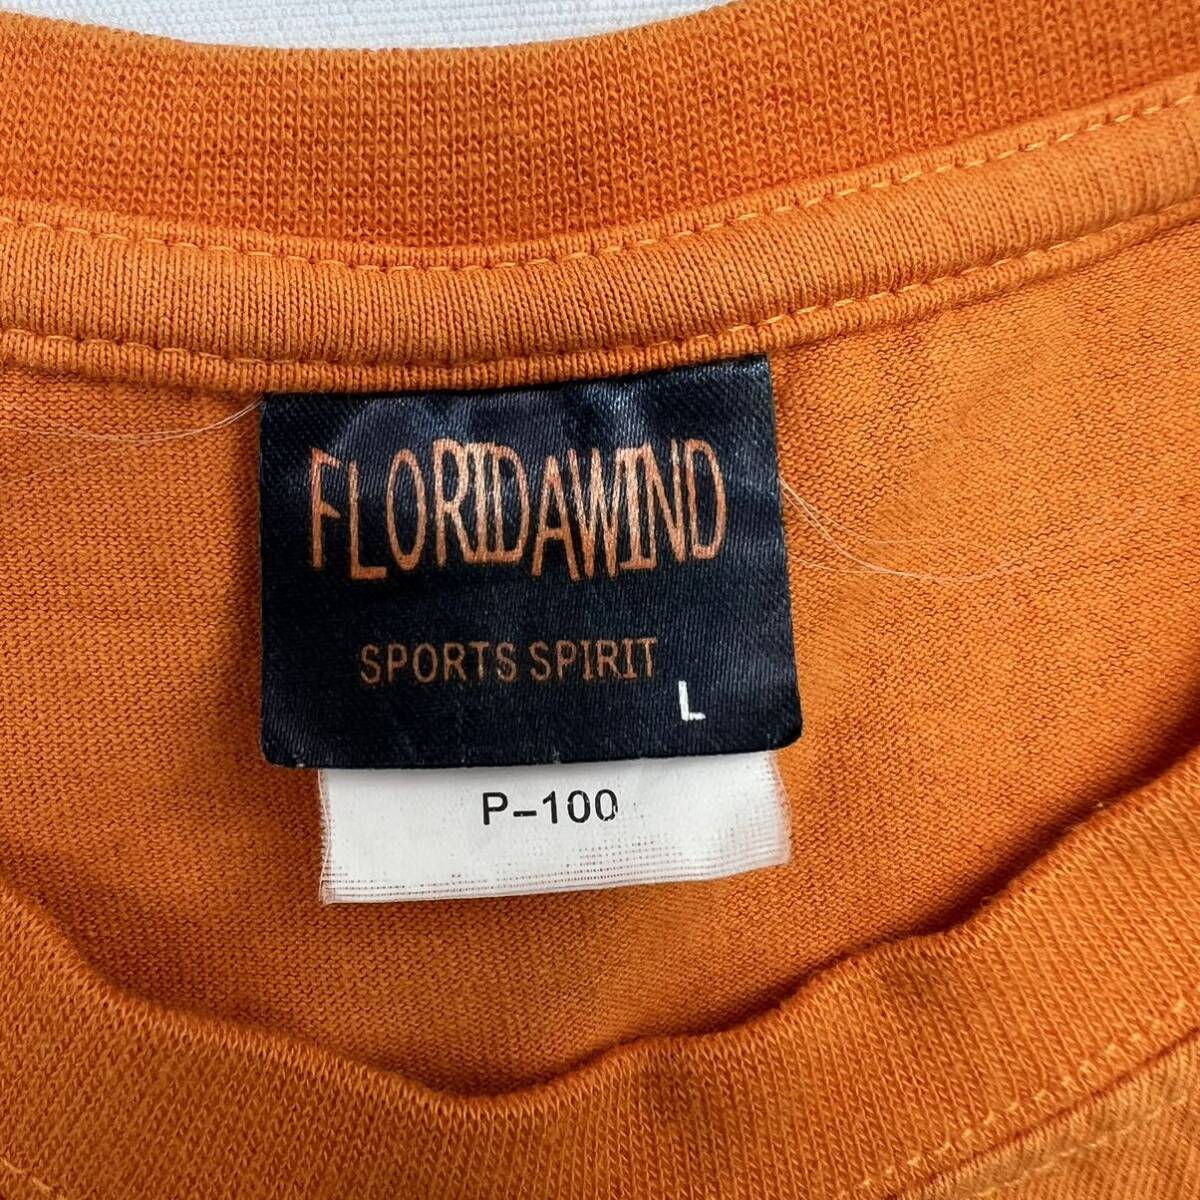 FLORIDAWIND
SPORTS SPIRIT
L
P-100